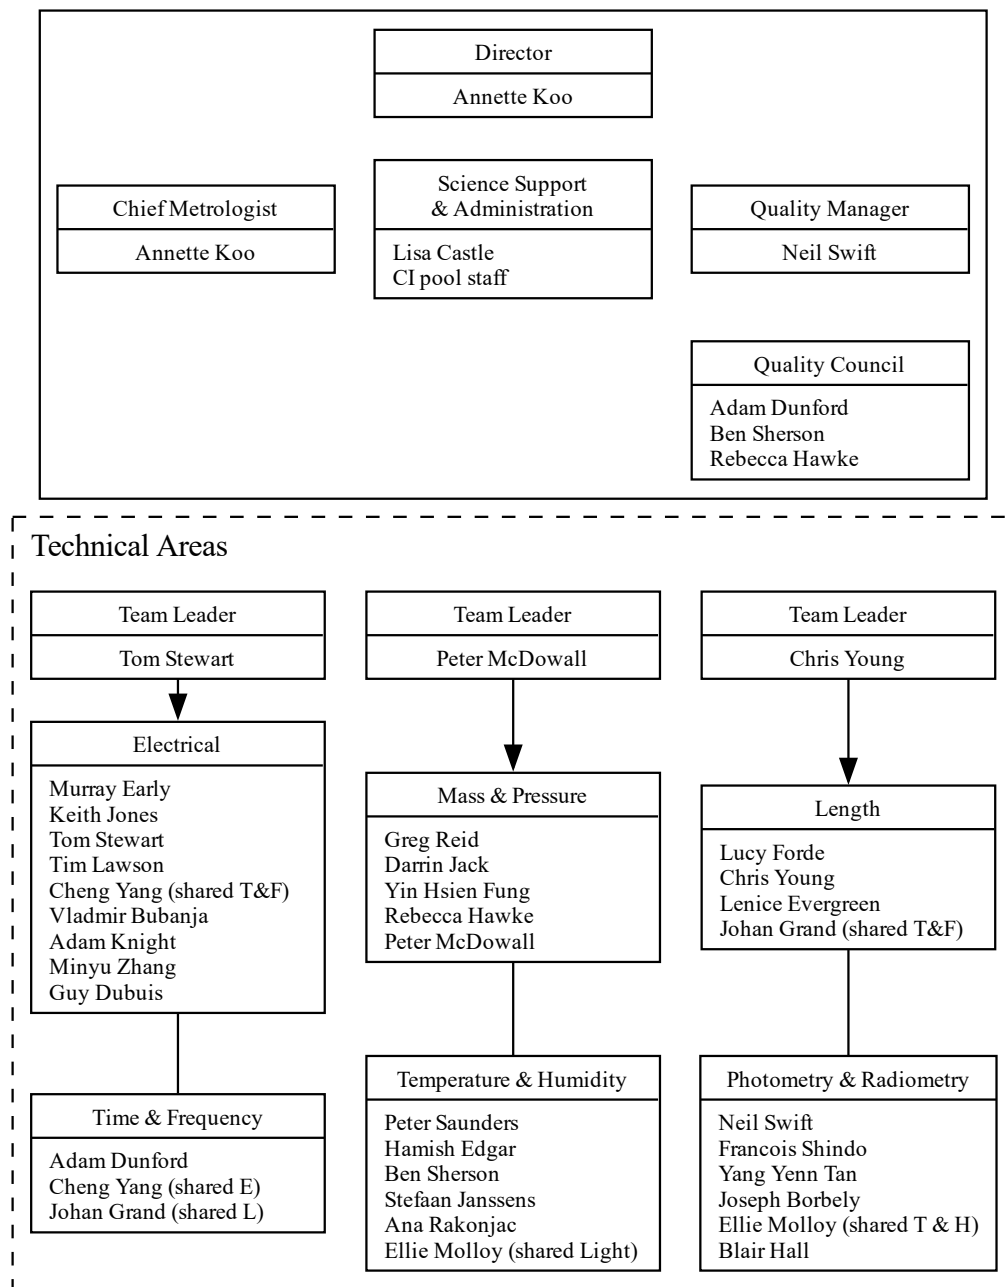 Director
Annette Koo
Chief Metrologist
Annette Koo
Science Support
& Administration
Lisa Castle
CI pool staff
Quality Manager
Neil Swift
Quality Council
Adam Dunford
Ben Sherson
Rebecca Hawke
Technical Areas
Team Leader
Tom Stewart
Electrical
Murray Early
Keith Jones
Tom Stewart
Tim Lawson
Cheng Yang (shared T&F)
Vladmir Bubanja
Adam Knight
Minyu Zhang
Guy Dubuis
Time & Frequency
Adam Dunford
Cheng Yang (shared E)
Johan Grand (shared L)
Team Leader
Peter McDowall
Mass & Pressure
Greg Reid
Darrin Jack
Yin Hsien Fung
Rebecca Hawke
Peter McDowall
Temperature & Humidity
Peter Saunders
Hamish Edgar
Ben Sherson
Stefaan Janssens
Ana Rakonjac
Ellie Molloy (shared Light)
Team Leader
Chris Young
Length
Lucy Forde
Chris Young
Lenice Evergreen
Johan Grand (shared T&F)
Photometry & Radiometry
Neil Swift
Francois Shindo
Yang Yenn Tan
Joseph Borbely
Ellie Molloy (shared T & H)
Blair Hall